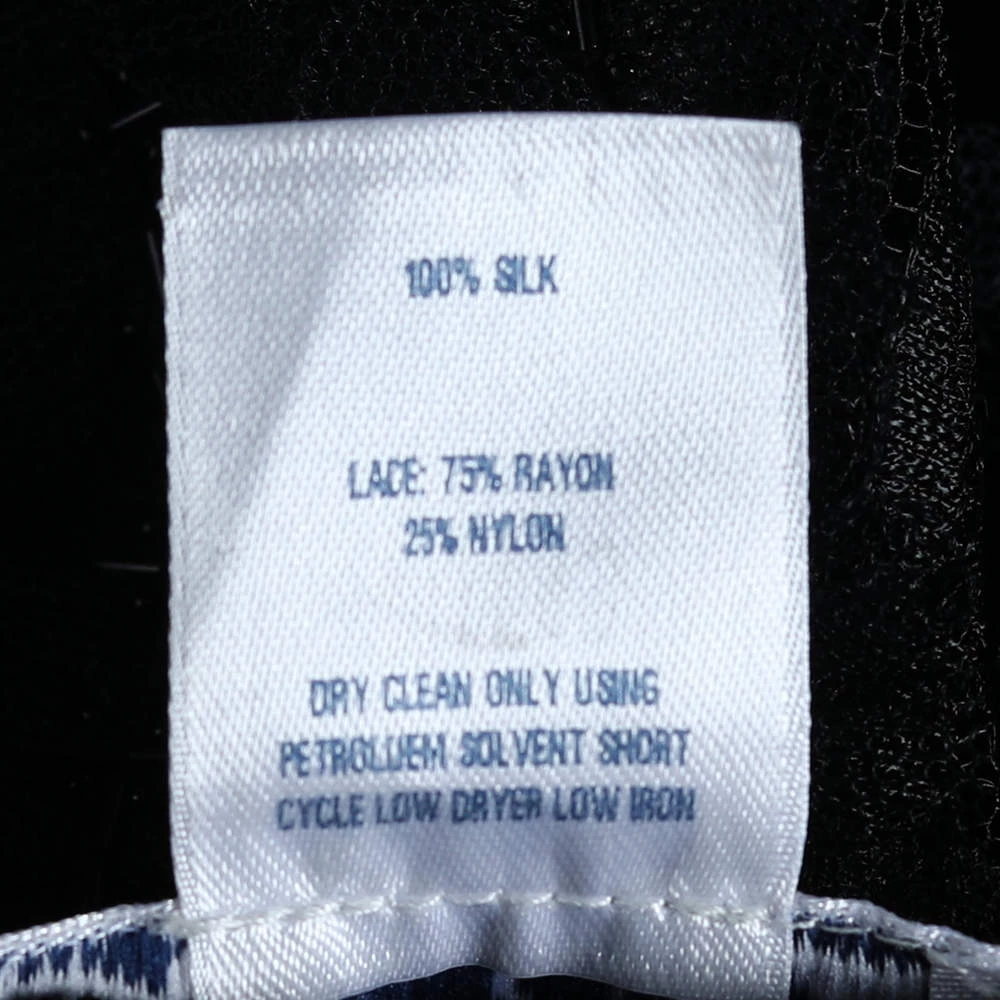 100% SILK
LACE: 75% RAYON
25% NYLON
DRY CLEAN ONLY USING
PETROLUEM SOLVENT SHORT
CYCLE LOW DRYER LOW IRON